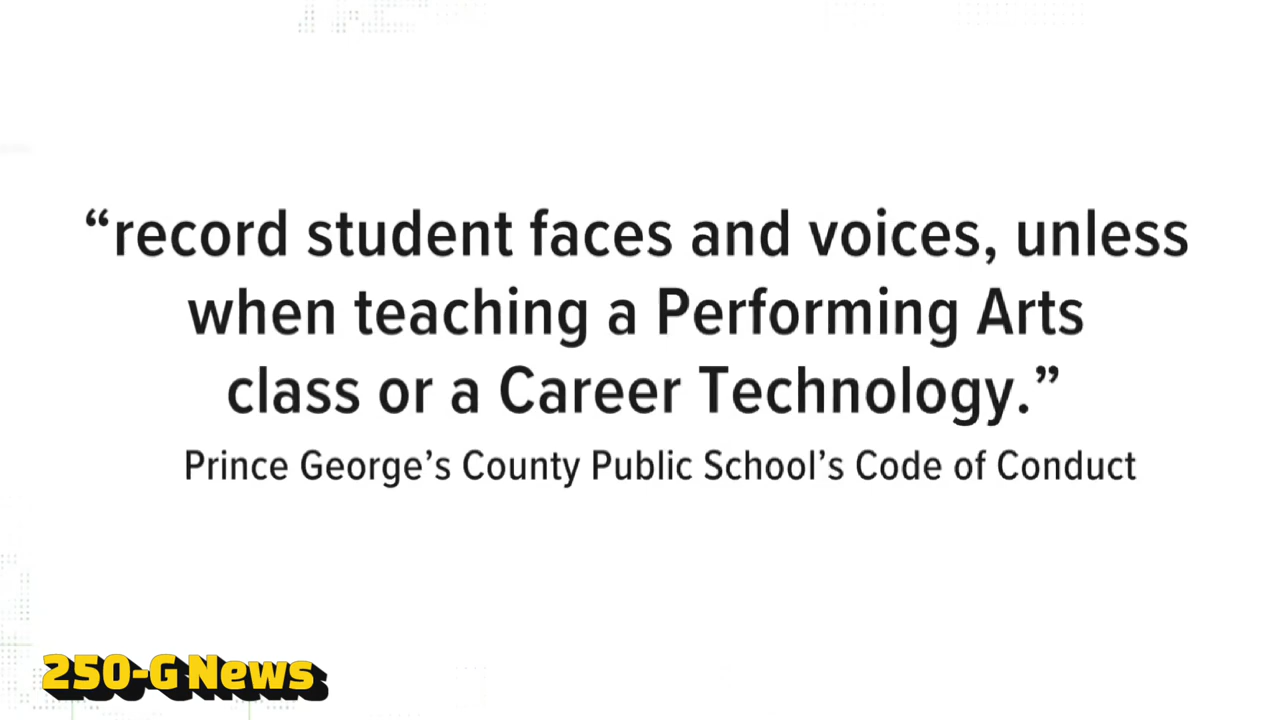 “record student faces and voices, unless
when teaching a Performing Arts
class or a Career Technology.”
Prince George’s County Public School’s Code of Conduct
250-G News